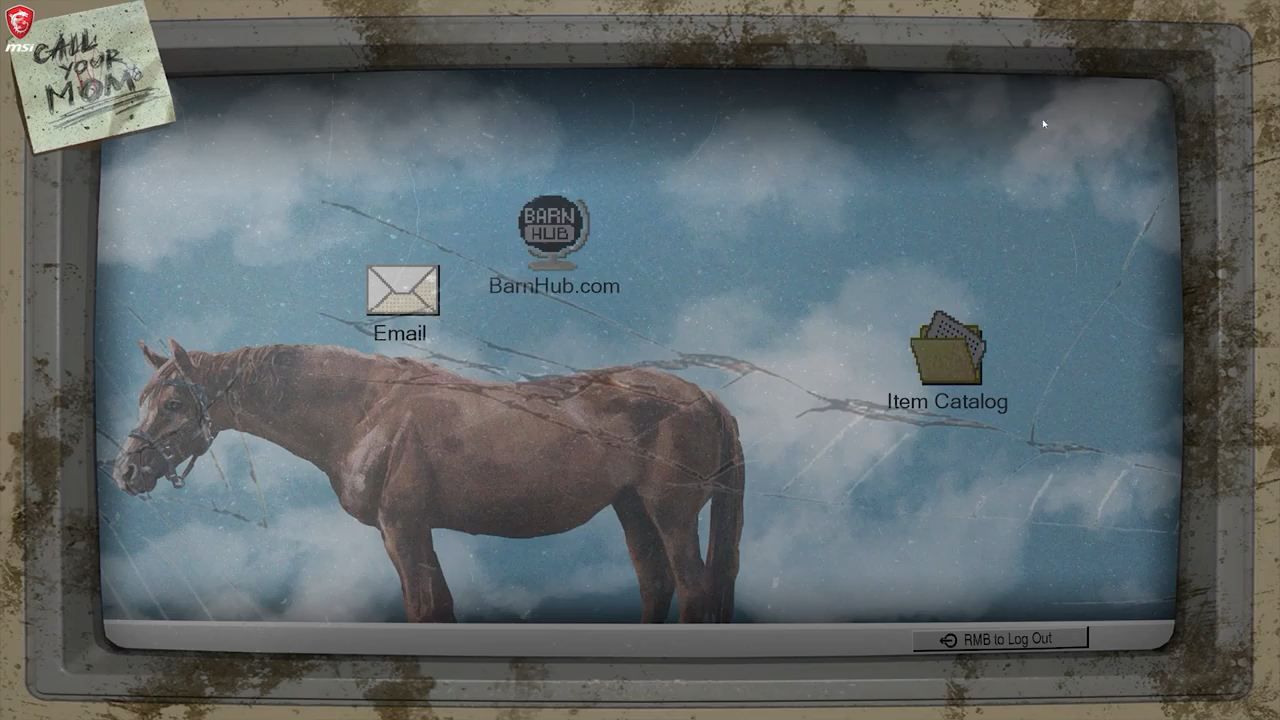 msi
CALL
YOUR
MOM
BARN
HUB
BarnHub.com
Email
Item Catalog
RMB to Log Out